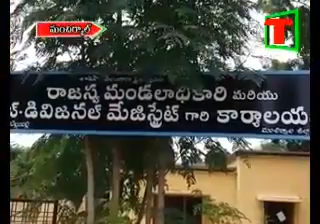 మంచిర్యాల్
T
రాజస్వ మండలాధికారి మరియు
డివిజనల్ మేజిస్ట్రేట్ గారి కార్యాలయ